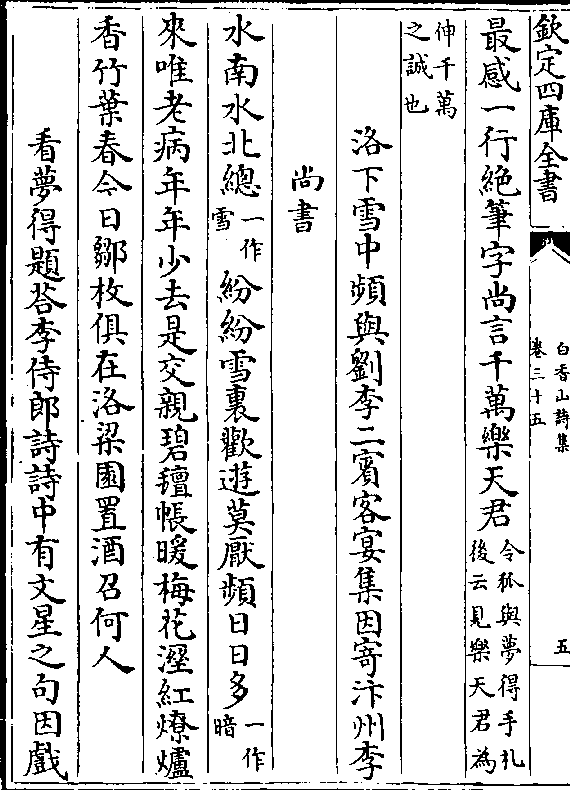 欽定四庫全書
白香山詩集
卷三十五
五
最感一行絶筆字尚言千萬樂天君令狐與夢得手札
後云見樂天君為
伸千萬
之誠也
洛下雪中頻與劉李二賓客宴集因寄汴州李
尚書
水南水北總一作
雪紛紛雪裏歡遊莫厭頻日日多一作
暗
來唯老病年年少去是交親碧氊帳暖梅花溼紅燎爐
香竹葉春今日鄒枚俱在洛梁園置酒召何人
看夢得題荅李侍郎詩詩中有文星之句因戲